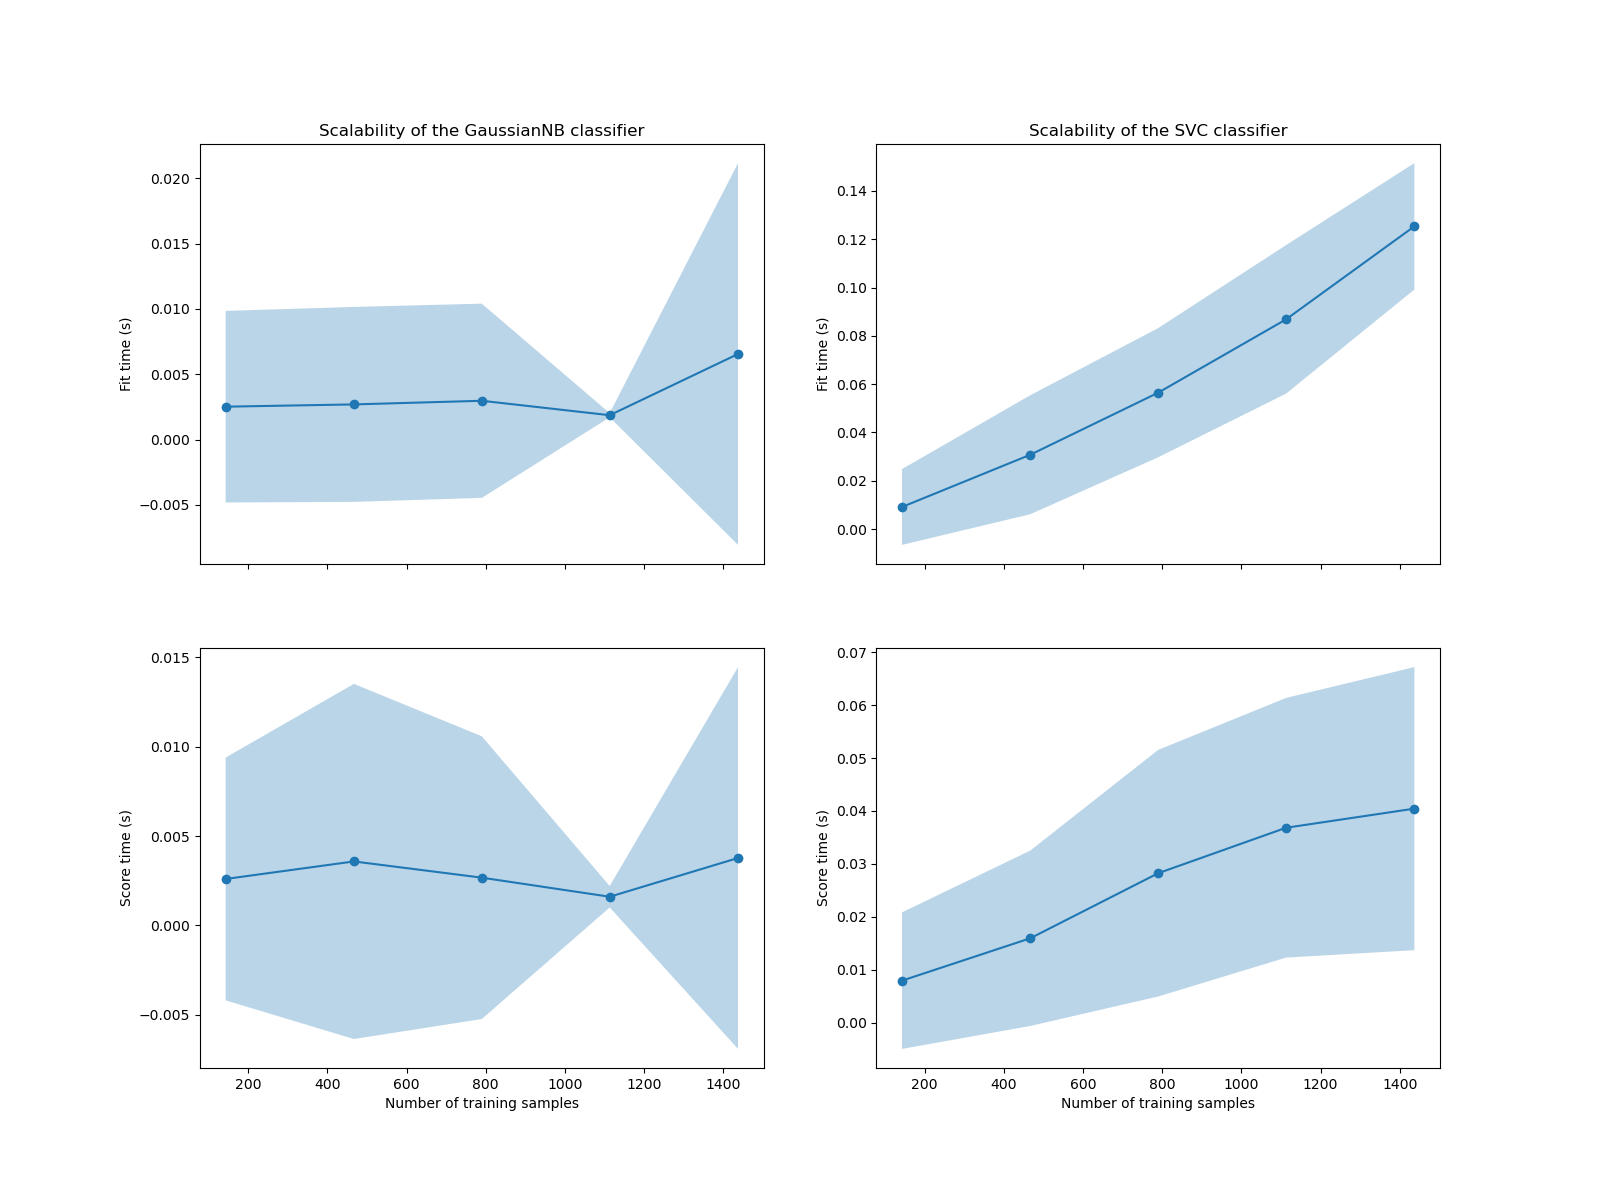 Scalability of the GaussianNB classifier
Fit time (s)
0.020
0.015
0.010
0.005
0.000
−0.005
Scalability of the SVC classifier
Fit time (s)
0.14
0.12
0.10
0.08
0.06
0.04
0.02
0.00
Score time (s)
0.015
0.010
0.005
0.000
−0.005
200 400 600 800 1000 1200 1400
Number of training samples
Score time (s)
0.07
0.06
0.05
0.04
0.03
0.02
0.01
0.00
200 400 600 800 1000 1200 1400
Number of training samples